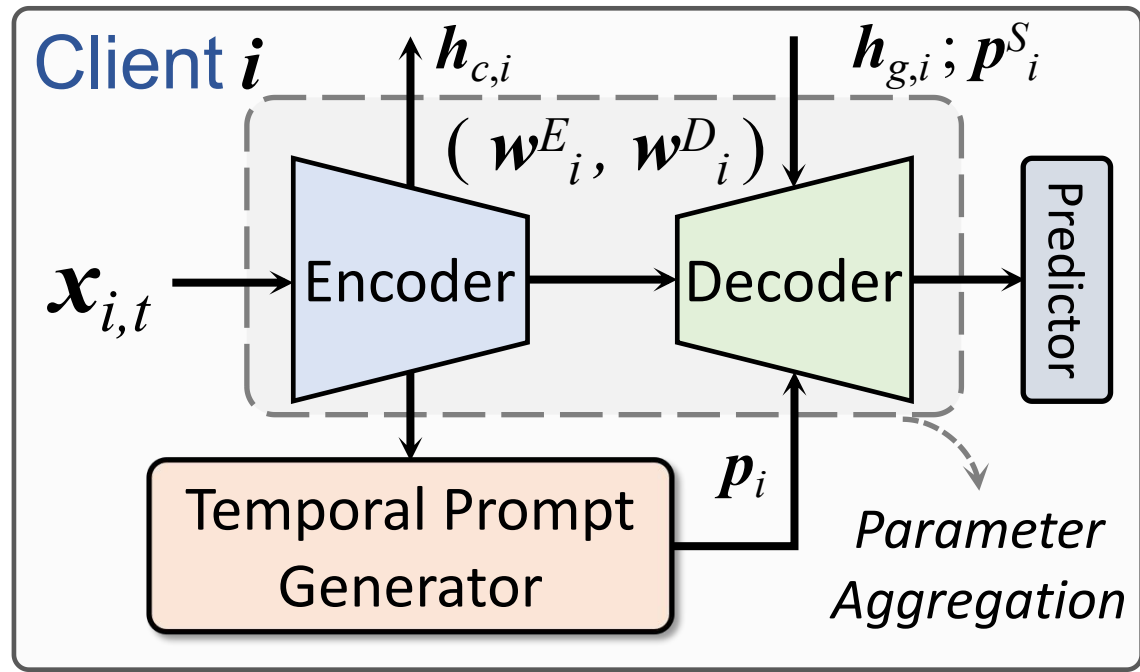 Client i
h_{c,i}
h_{g,i} ; p^S_i
( w^E_i, w^D_i )
x_{i,t}
Encoder
Decoder
Predictor
Temporal Prompt
Generator
p_i
Parameter
Aggregation